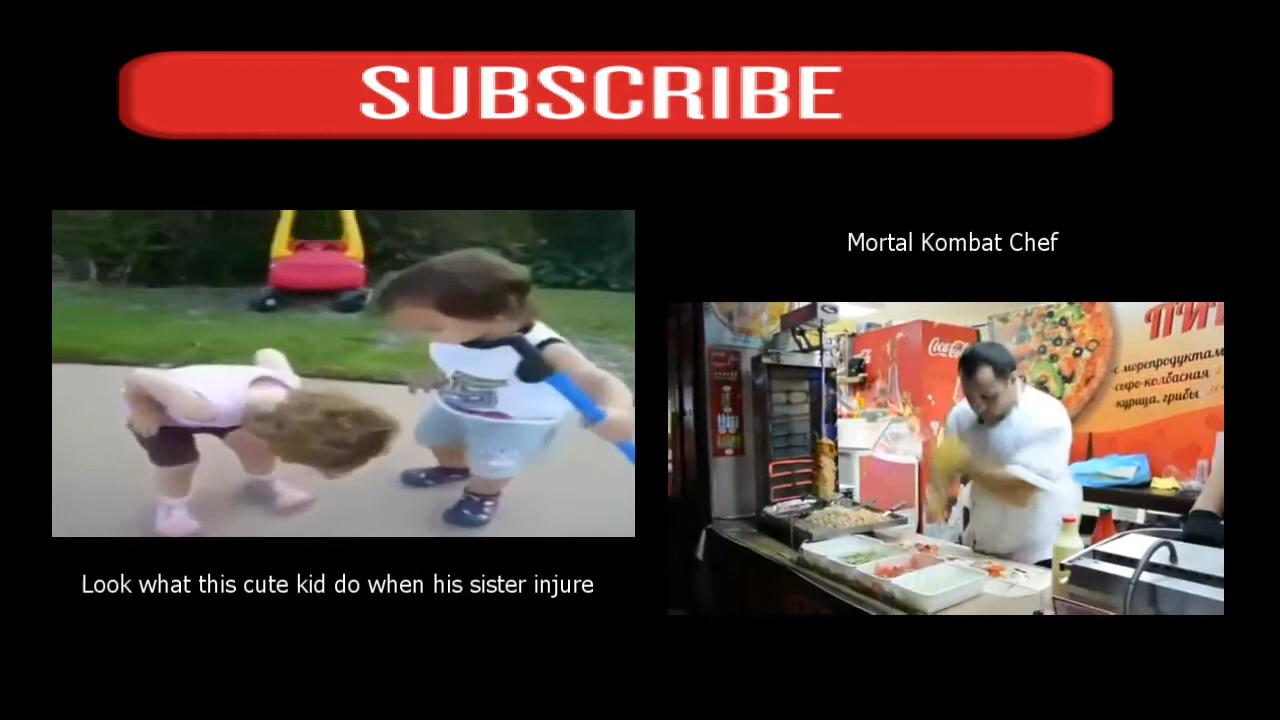 SUBSCRIBE
Mortal Kombat Chef
Coca-Cola
с морепродуктам
сыро-колбасная
курица, грибы
Look what this cute kid do when his sister injure